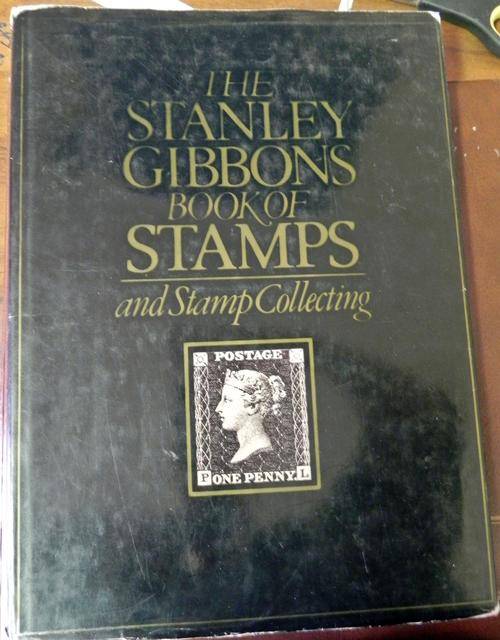 THE
STANLEY
GIBBONS
BOOK OF
STAMPS
and Stamp Collecting
POSTAGE
P ONE PENNY. L